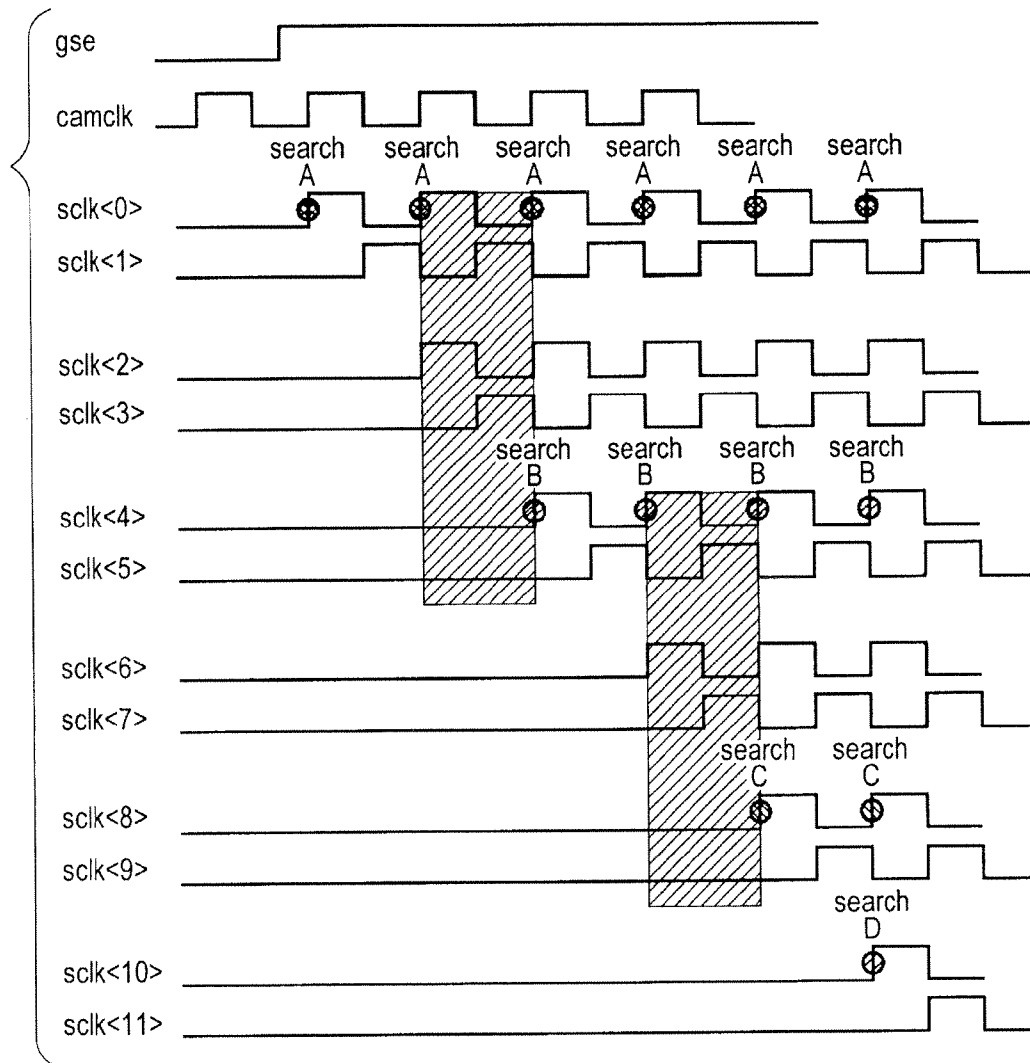 gse
camclk
search A search A search A search A search A search A
sclk<0>
sclk<1>
sclk<2>
sclk<3>
search B search B search B search B
sclk<4>
sclk<5>
sclk<6>
sclk<7>
search C search C
sclk<8>
sclk<9>
search D
sclk<10>
sclk<11>